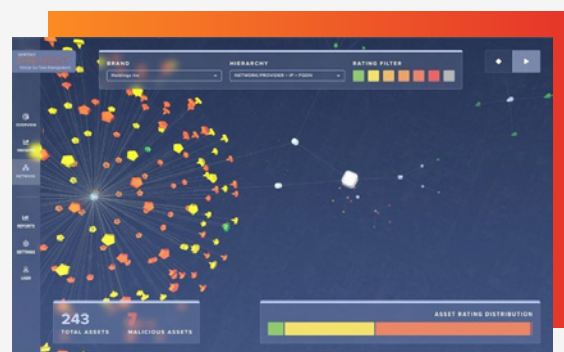 BRAND
HIERARCHY
RATING FILTER
NETWORK PROVIDER > IP > FQDN
OVERVIEW
NETWORK
REPORTS
SETTINGS
USER
ASSET RATING DISTRIBUTION
243
7
TOTAL ASSETS
MALICIOUS ASSETS